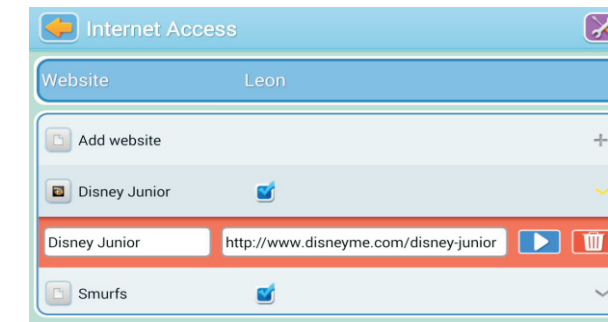 Internet Access
Website Leon
Add website
Disney Junior
Disney Junior http://www.disneyme.com/disney-junior
Smurfs